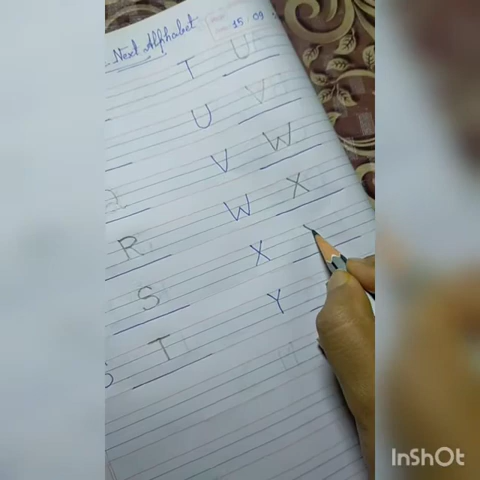 Next Alphabet
15.09
T U
U V
V W
R W X
S X
T Y
InShOt